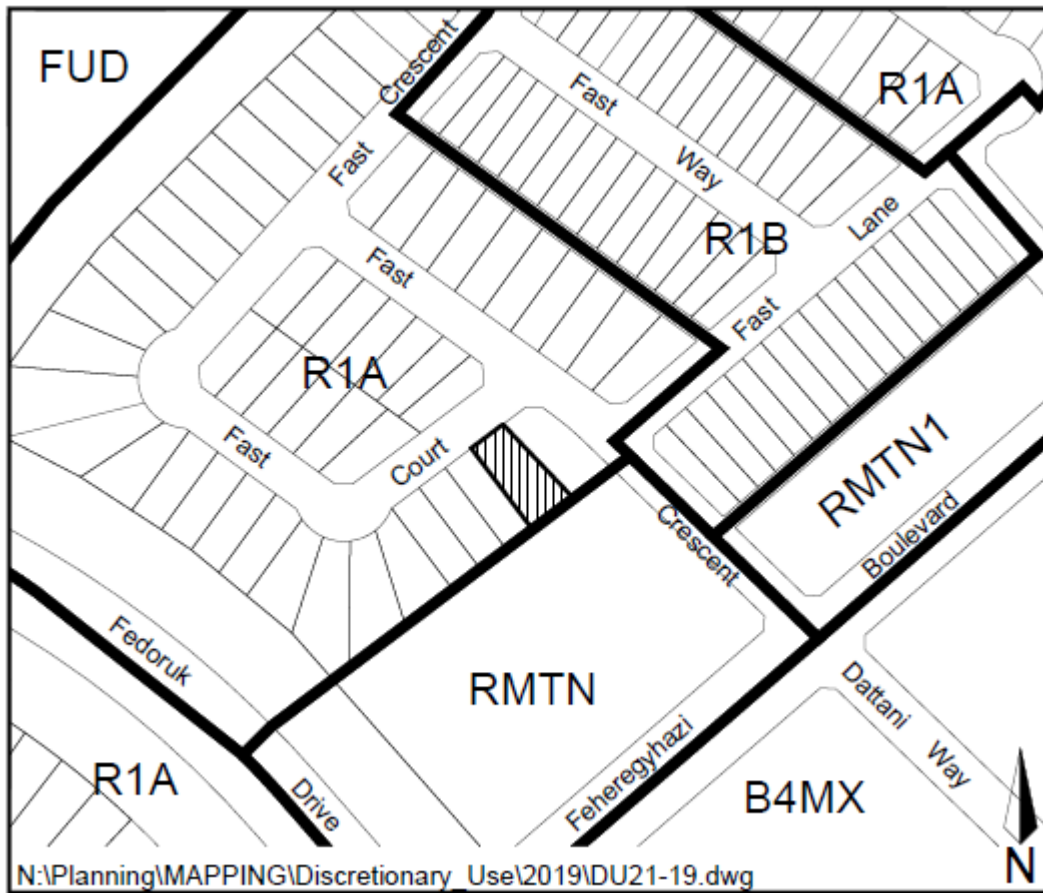 FUD
Crescent
Fast
Fast
Way
R1A
Lane
R1B
Fast
Fast
R1A
Fast
Court
Crescent
RMTN1
Boulevard
Fedoruk
RMTN
Dattani
Way
Feheregyhazi
R1A
Drive
B4MX
N
N:\Planning\MAPPING\Discretionary_Use\2019\DU21-19.dwg